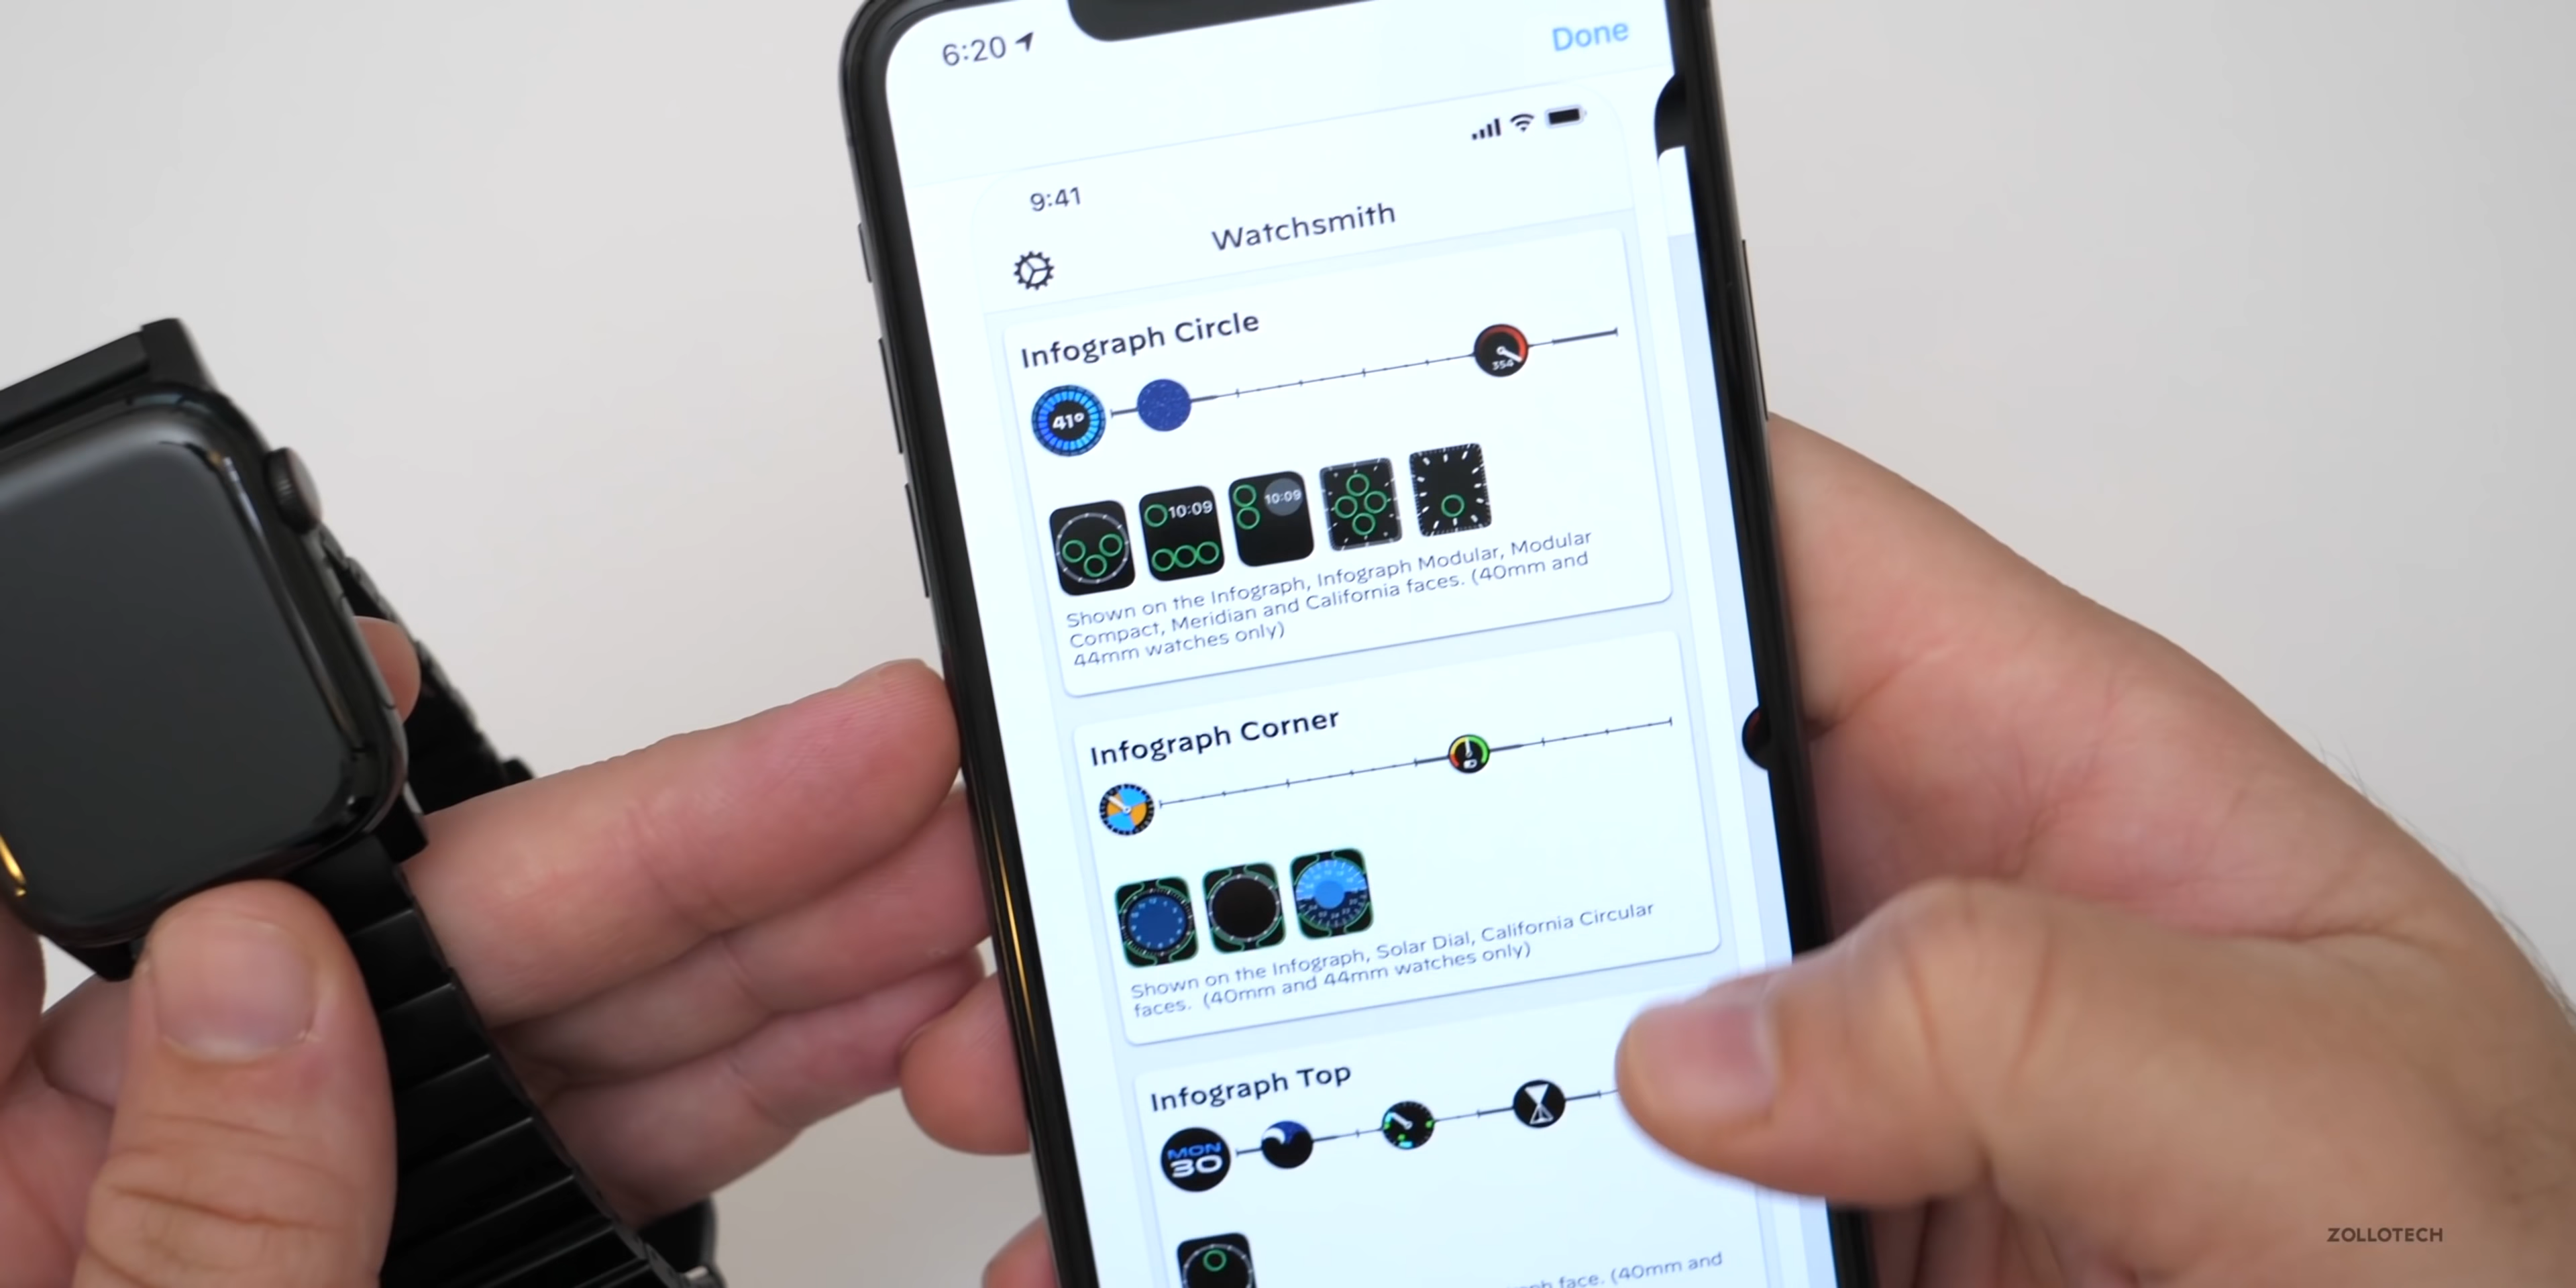 6:20
Done
9:41
Watchsmith
Infograph Circle
41°
354
10:09
10:09
Shown on the Infograph, Infograph Modular, Modular
Compact, Meridian and California faces. (40mm and
44mm watches only)
Infograph Corner
Shown on the Infograph, Solar Dial, California Circular
faces. (40mm and 44mm watches only)
Infograph Top
MON
30
face. (40mm and
ZOLLOTECH